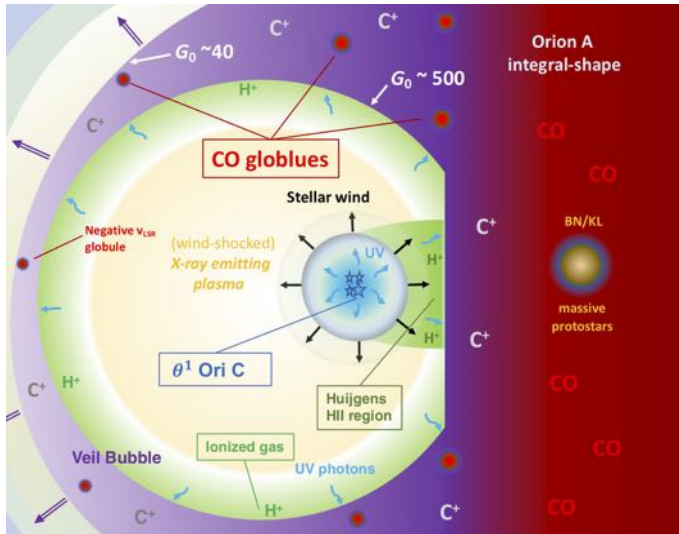 C⁺
C⁺
G₀ ~40
Orion A
integral-shape
G₀ ~ 500
H⁺
C⁺
CO
CO globlues
CO
Stellar wind
C⁺
BN/KL
Negative vLSR
globule
(wind-shocked)
X-ray emitting
plasma
UV
H⁺
massive
protostars
H⁺
C⁺
θ¹ Ori C
H⁺
C⁺
Huijgens
HII region
CO
Ionized gas
CO
Veil Bubble
UV photons
C⁺
H⁺
C⁺
CO